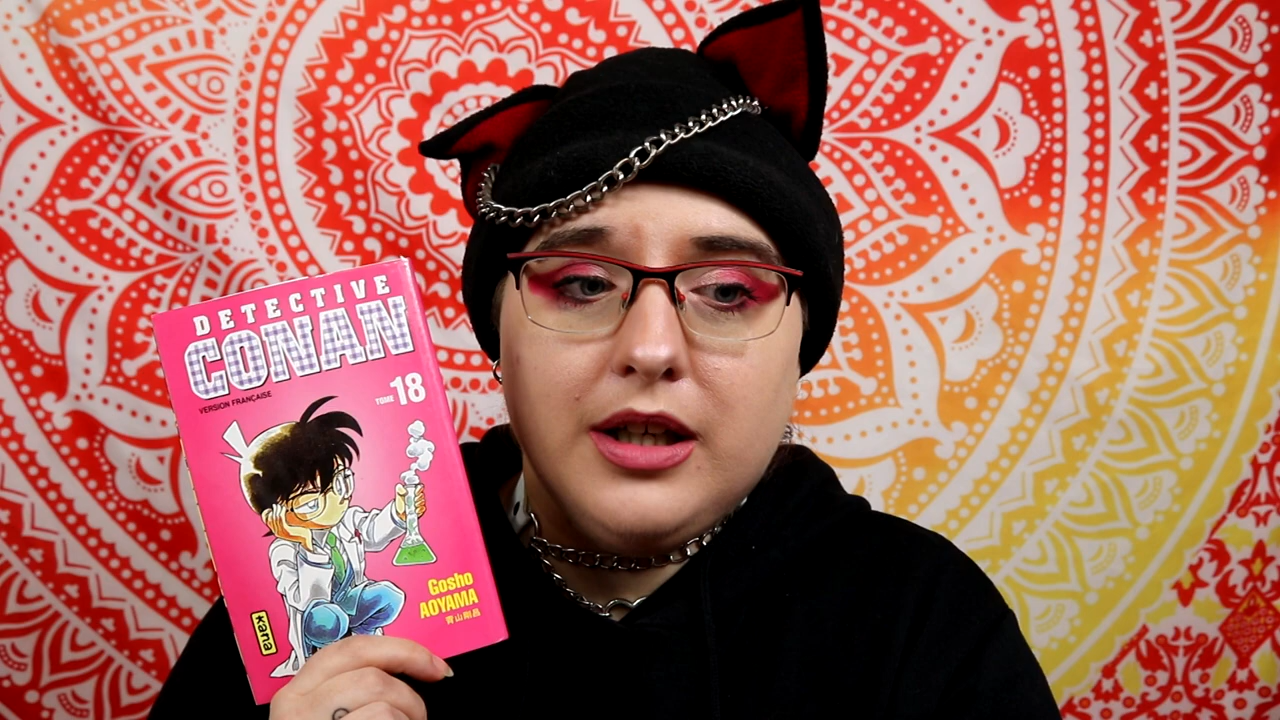 DETECTIVE
CONAN
VERSION FRANÇAISE
TOME 18
Gosho
AOYAMA
青山剛昌
kana